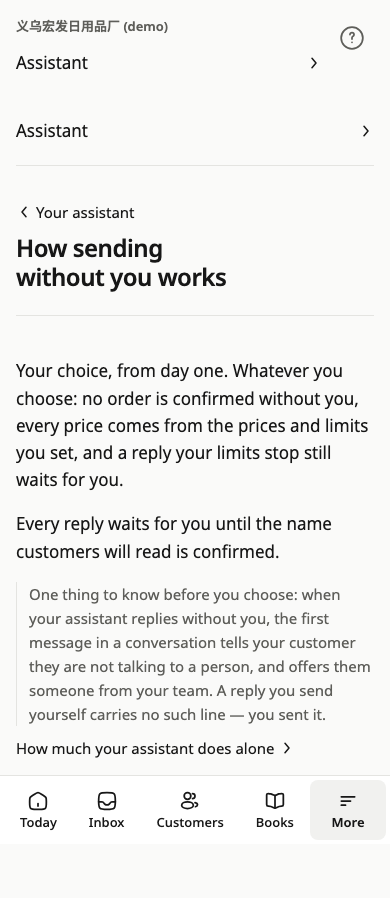 义乌宏发日用品厂 (demo)
Assistant
Assistant
Your assistant
How sending
without you works
Your choice, from day one. Whatever you
choose: no order is confirmed without you,
every price comes from the prices and limits
you set, and a reply your limits stop still
waits for you.
Every reply waits for you until the name
customers will read is confirmed.
One thing to know before you choose: when
your assistant replies without you, the first
message in a conversation tells your customer
they are not talking to a person, and offers them
someone from your team. A reply you send
yourself carries no such line — you sent it.
How much your assistant does alone
Today
Inbox
Customers
Books
More